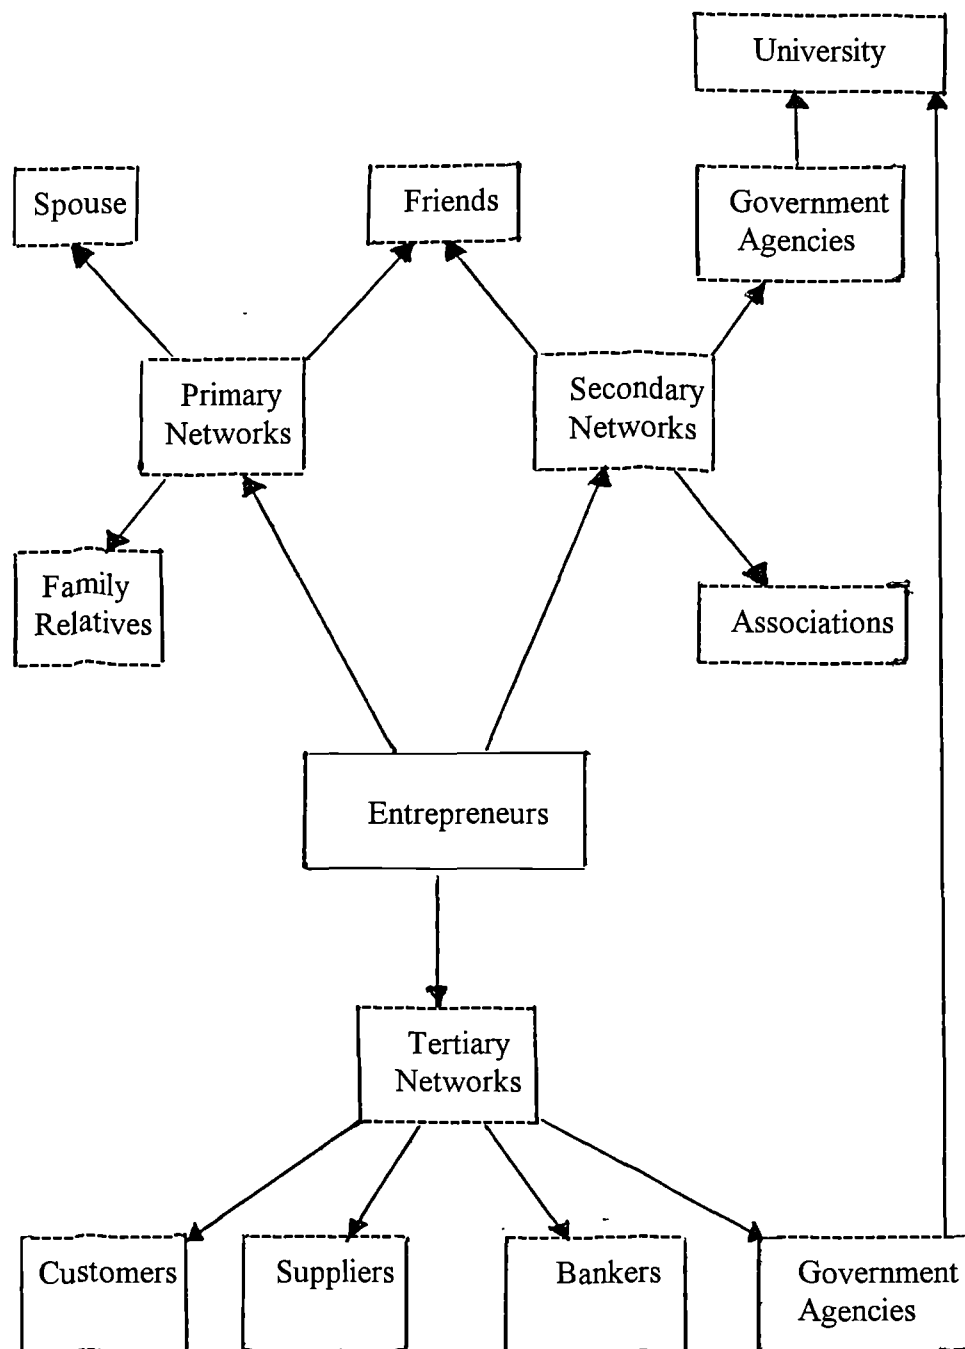 University
Spouse
Friends
Government
Agencies
Primary
Networks
Secondary
Networks
Family
Relatives
Associations
Entrepreneurs
Tertiary
Networks
Customers
Suppliers
Bankers
Government
Agencies